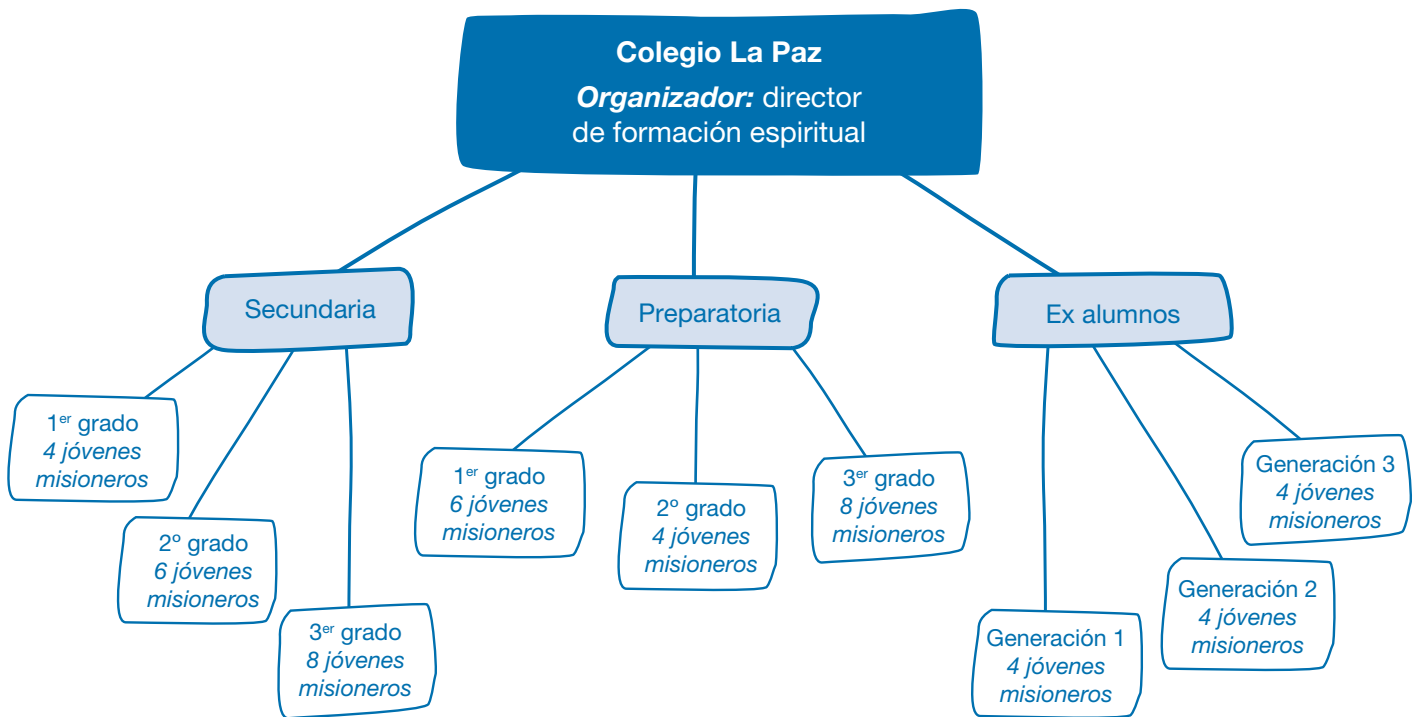 Colegio La Paz
Organizador: director
de formación espiritual
Secundaria
1er grado
4 jóvenes
misioneros
2º grado
6 jóvenes
misioneros
3er grado
8 jóvenes
misioneros
Preparatoria
1er grado
6 jóvenes
misioneros
2º grado
4 jóvenes
misioneros
3er grado
8 jóvenes
misioneros
Ex alumnos
Generación 1
4 jóvenes
misioneros
Generación 2
4 jóvenes
misioneros
Generación 3
4 jóvenes
misioneros